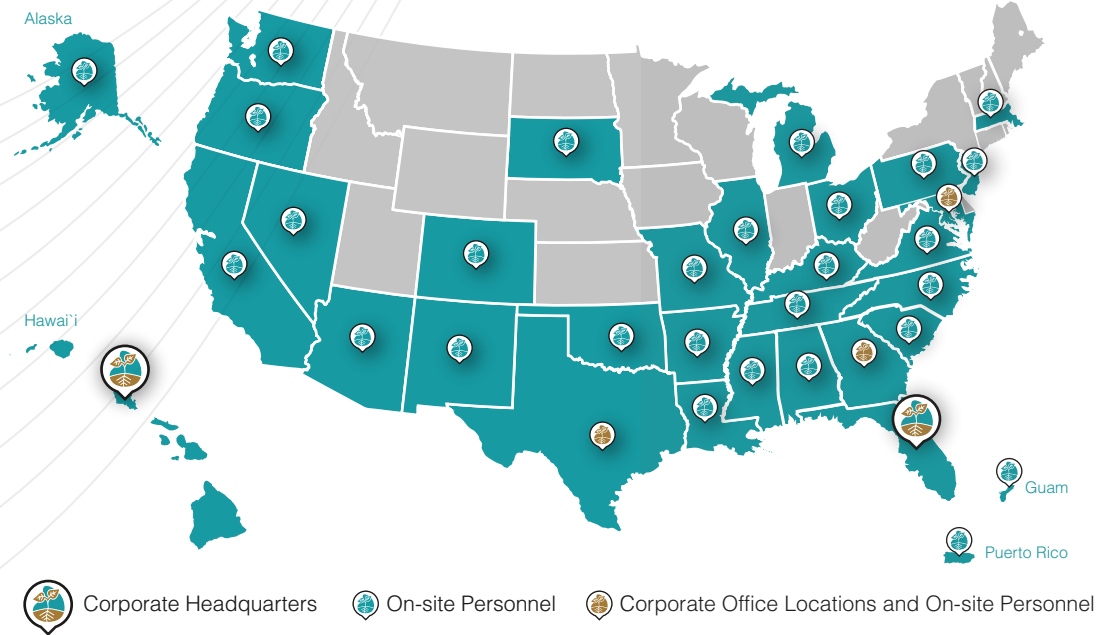 Alaska
Hawai`i
Guam
Puerto Rico
Corporate Headquarters
On-site Personnel
Corporate Office Locations and On-site Personnel